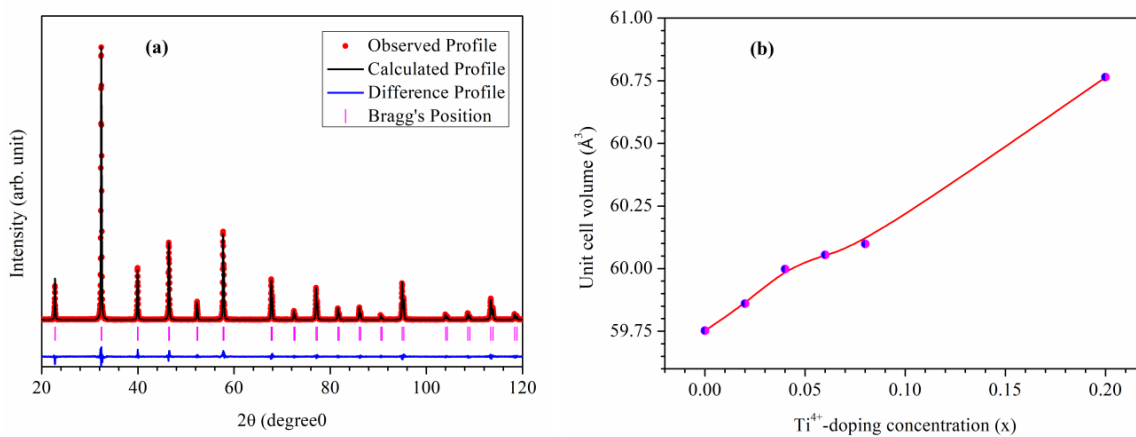 (a)
Observed Profile
Calculated Profile
Difference Profile
Bragg's Position
Intensity (arb. unit)
20 40 60 80 100 120
2θ (degree0
(b)
61.00
60.75
60.50
60.25
60.00
59.75
Unit cell volume (Å³)
0.00 0.05 0.10 0.15 0.20
Ti⁴⁺-doping concentration (x)